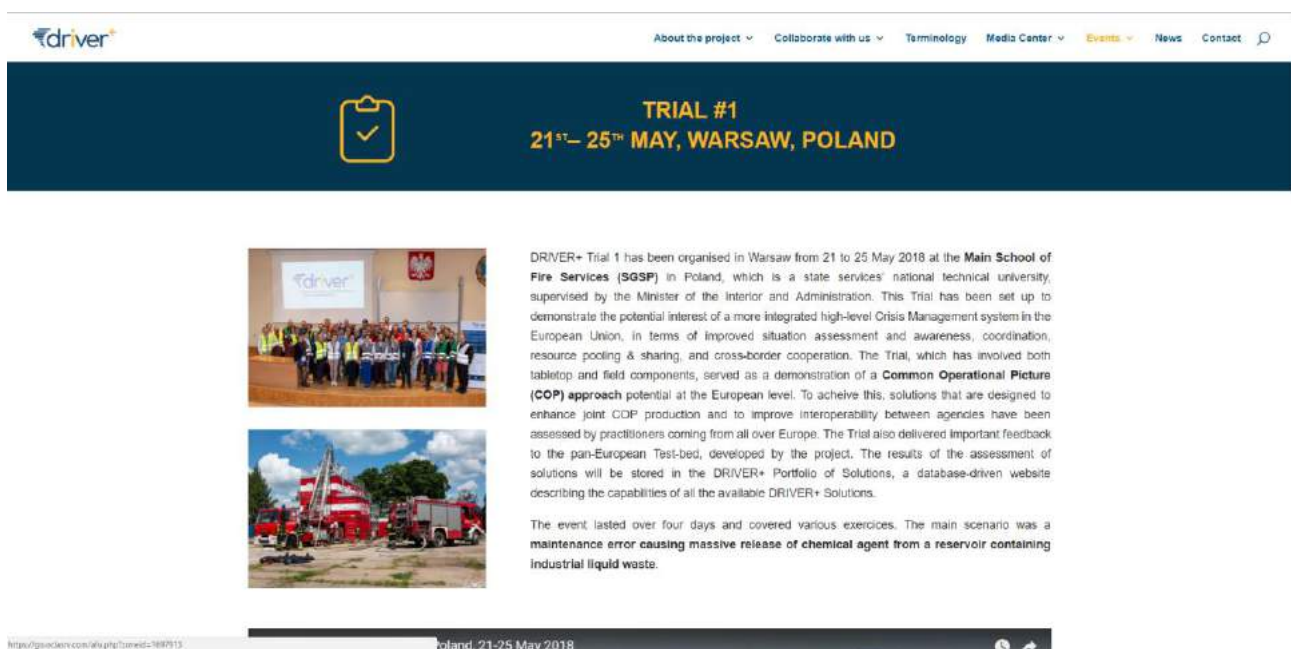 driver+
About the project
Collaborate with us
Terminology
Media Center
Events
News
Contact
TRIAL #1
21ST– 25TH MAY, WARSAW, POLAND
driver+
DRIVER+ Trial 1 has been organised in Warsaw from 21 to 25 May 2018 at the Main School of
Fire Services (SGSP) in Poland, which is a state services' national technical university,
supervised by the Minister of the Interior and Administration. This Trial has been set up to
demonstrate the potential interest of a more integrated high-level Crisis Management system in the
European Union, in terms of improved situation assessment and awareness, coordination,
resource pooling & sharing, and cross-border cooperation. The Trial, which has involved both
tabletop and field components, served as a demonstration of a Common Operational Picture
(COP) approach potential at the European level. To acheive this, solutions that are designed to
enhance joint COP production and to improve interoperability between agencies have been
assessed by practitioners coming from all over Europe. The Trial also delivered important feedback
to the pan-European Test-bed, developed by the project. The results of the assessment of
solutions will be stored in the DRIVER+ Portfolio of Solutions, a database-driven website
describing the capabilities of all the available DRIVER+ Solutions.
The event lasted over four days and covered various exercices. The main scenario was a
maintenance error causing massive release of chemical agent from a reservoir containing
industrial liquid waste.
Poland, 21-25 May 2018